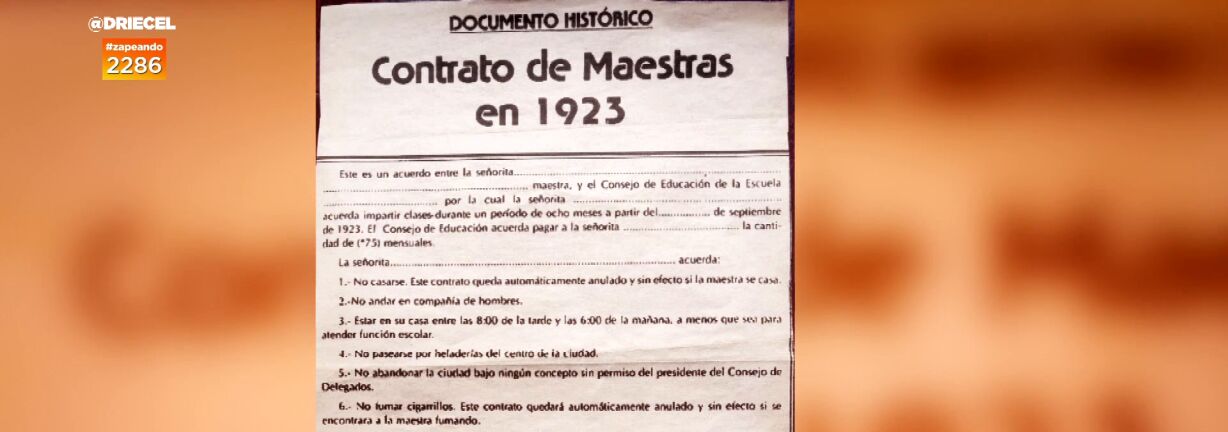 @DRIECEL
#zapeando
2286
DOCUMENTO HISTÓRICO
Contrato de Maestras
en 1923
Este es un acuerdo entre la señorita............................................................
............................................ maestra, y el Consejo de Educación de la Escuela
............................ por la cual la señorita ............................................
acuerda impartir clases durante un período de ocho meses a partir del............... de septiembre
de 1923. El Consejo de Educación acuerda pagar a la señorita ............................ la canti-
dad de (*75) mensuales.
La señorita................................................................ acuerda:
1.- No casarse. Este contrato queda automáticamente anulado y sin efecto si la maestra se casa.
2.-No andar en compañía de hombres.
3.- Estar en su casa entre las 8:00 de la tarde y las 6:00 de la mañana, a menos que sea para
atender función escolar.
4.- No pasearse por heladerías del centro de la ciudad.
5.- No abandonar la ciudad bajo ningún concepto sin permiso del presidente del Consejo de
Delegados.
6.- No fumar cigarrillos. Este contrato quedará automáticamente anulado y sin efecto si se
encontrara a la maestra fumando.